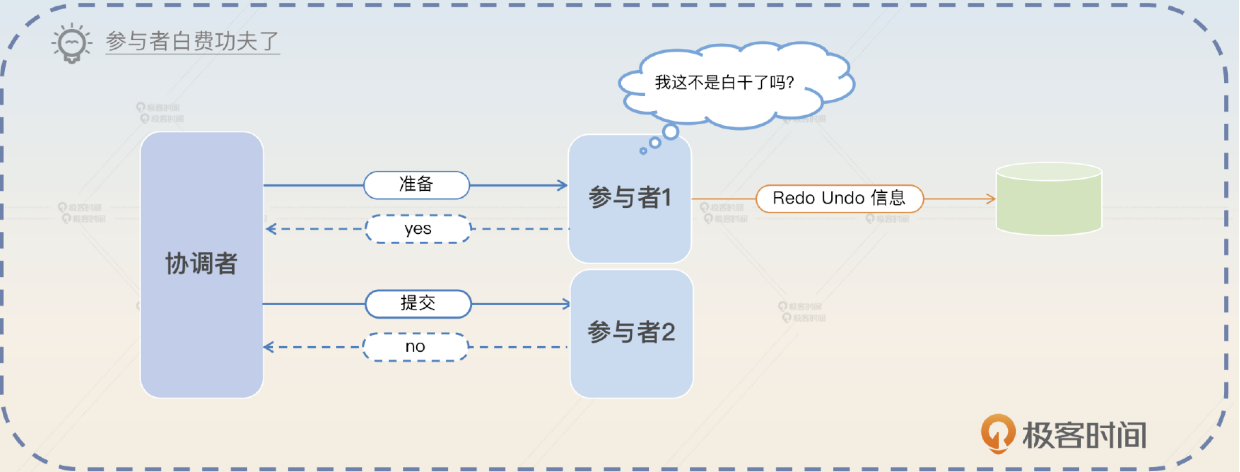 参与者白费功夫了
我这不是白干了吗?
准备
参与者1
Redo Undo 信息
yes
协调者
提交
参与者2
no
极客时间